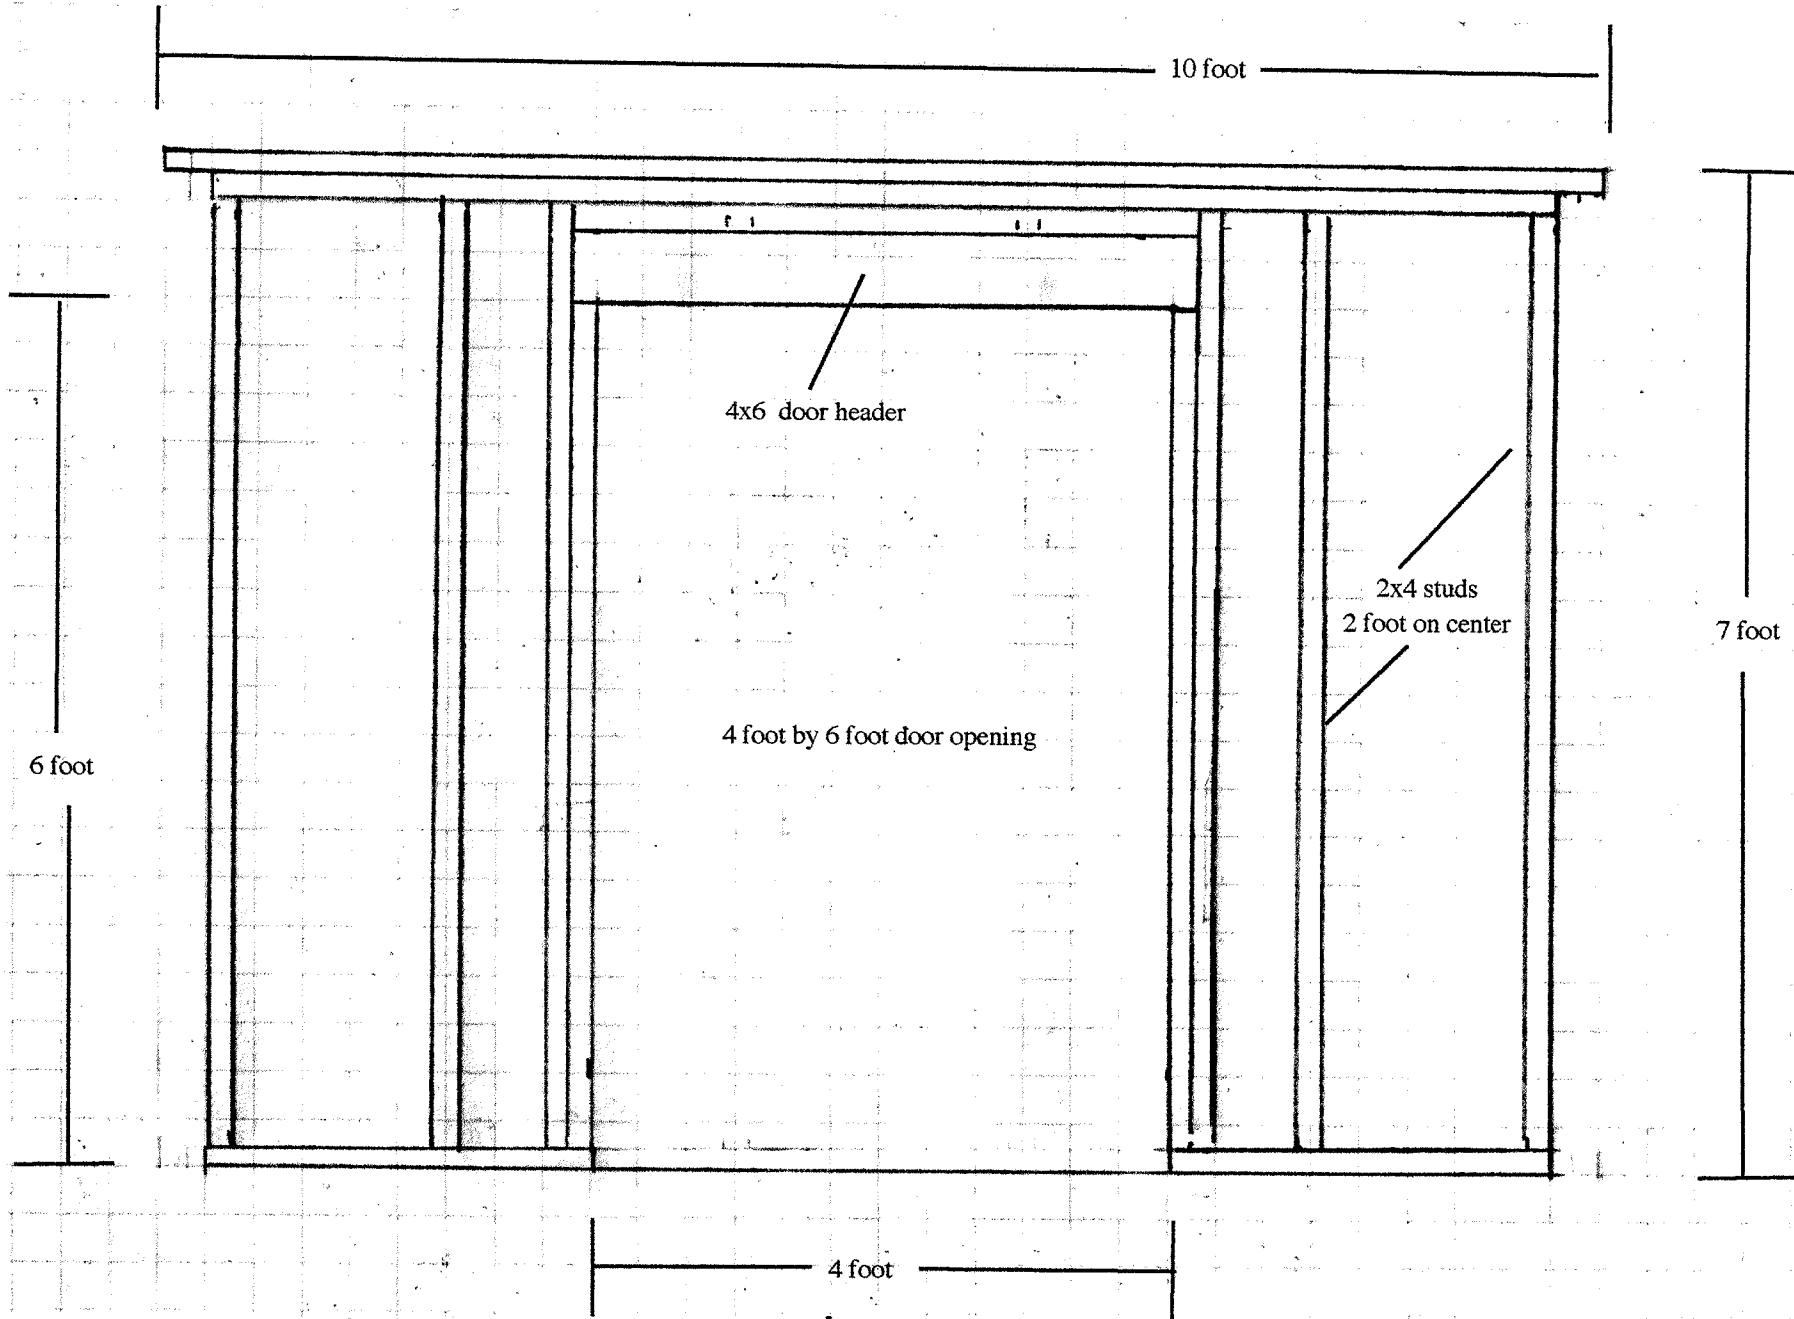 10 foot
4x6 door header
2x4 studs
2 foot on center
7 foot
4 foot by 6 foot door opening
6 foot
4 foot